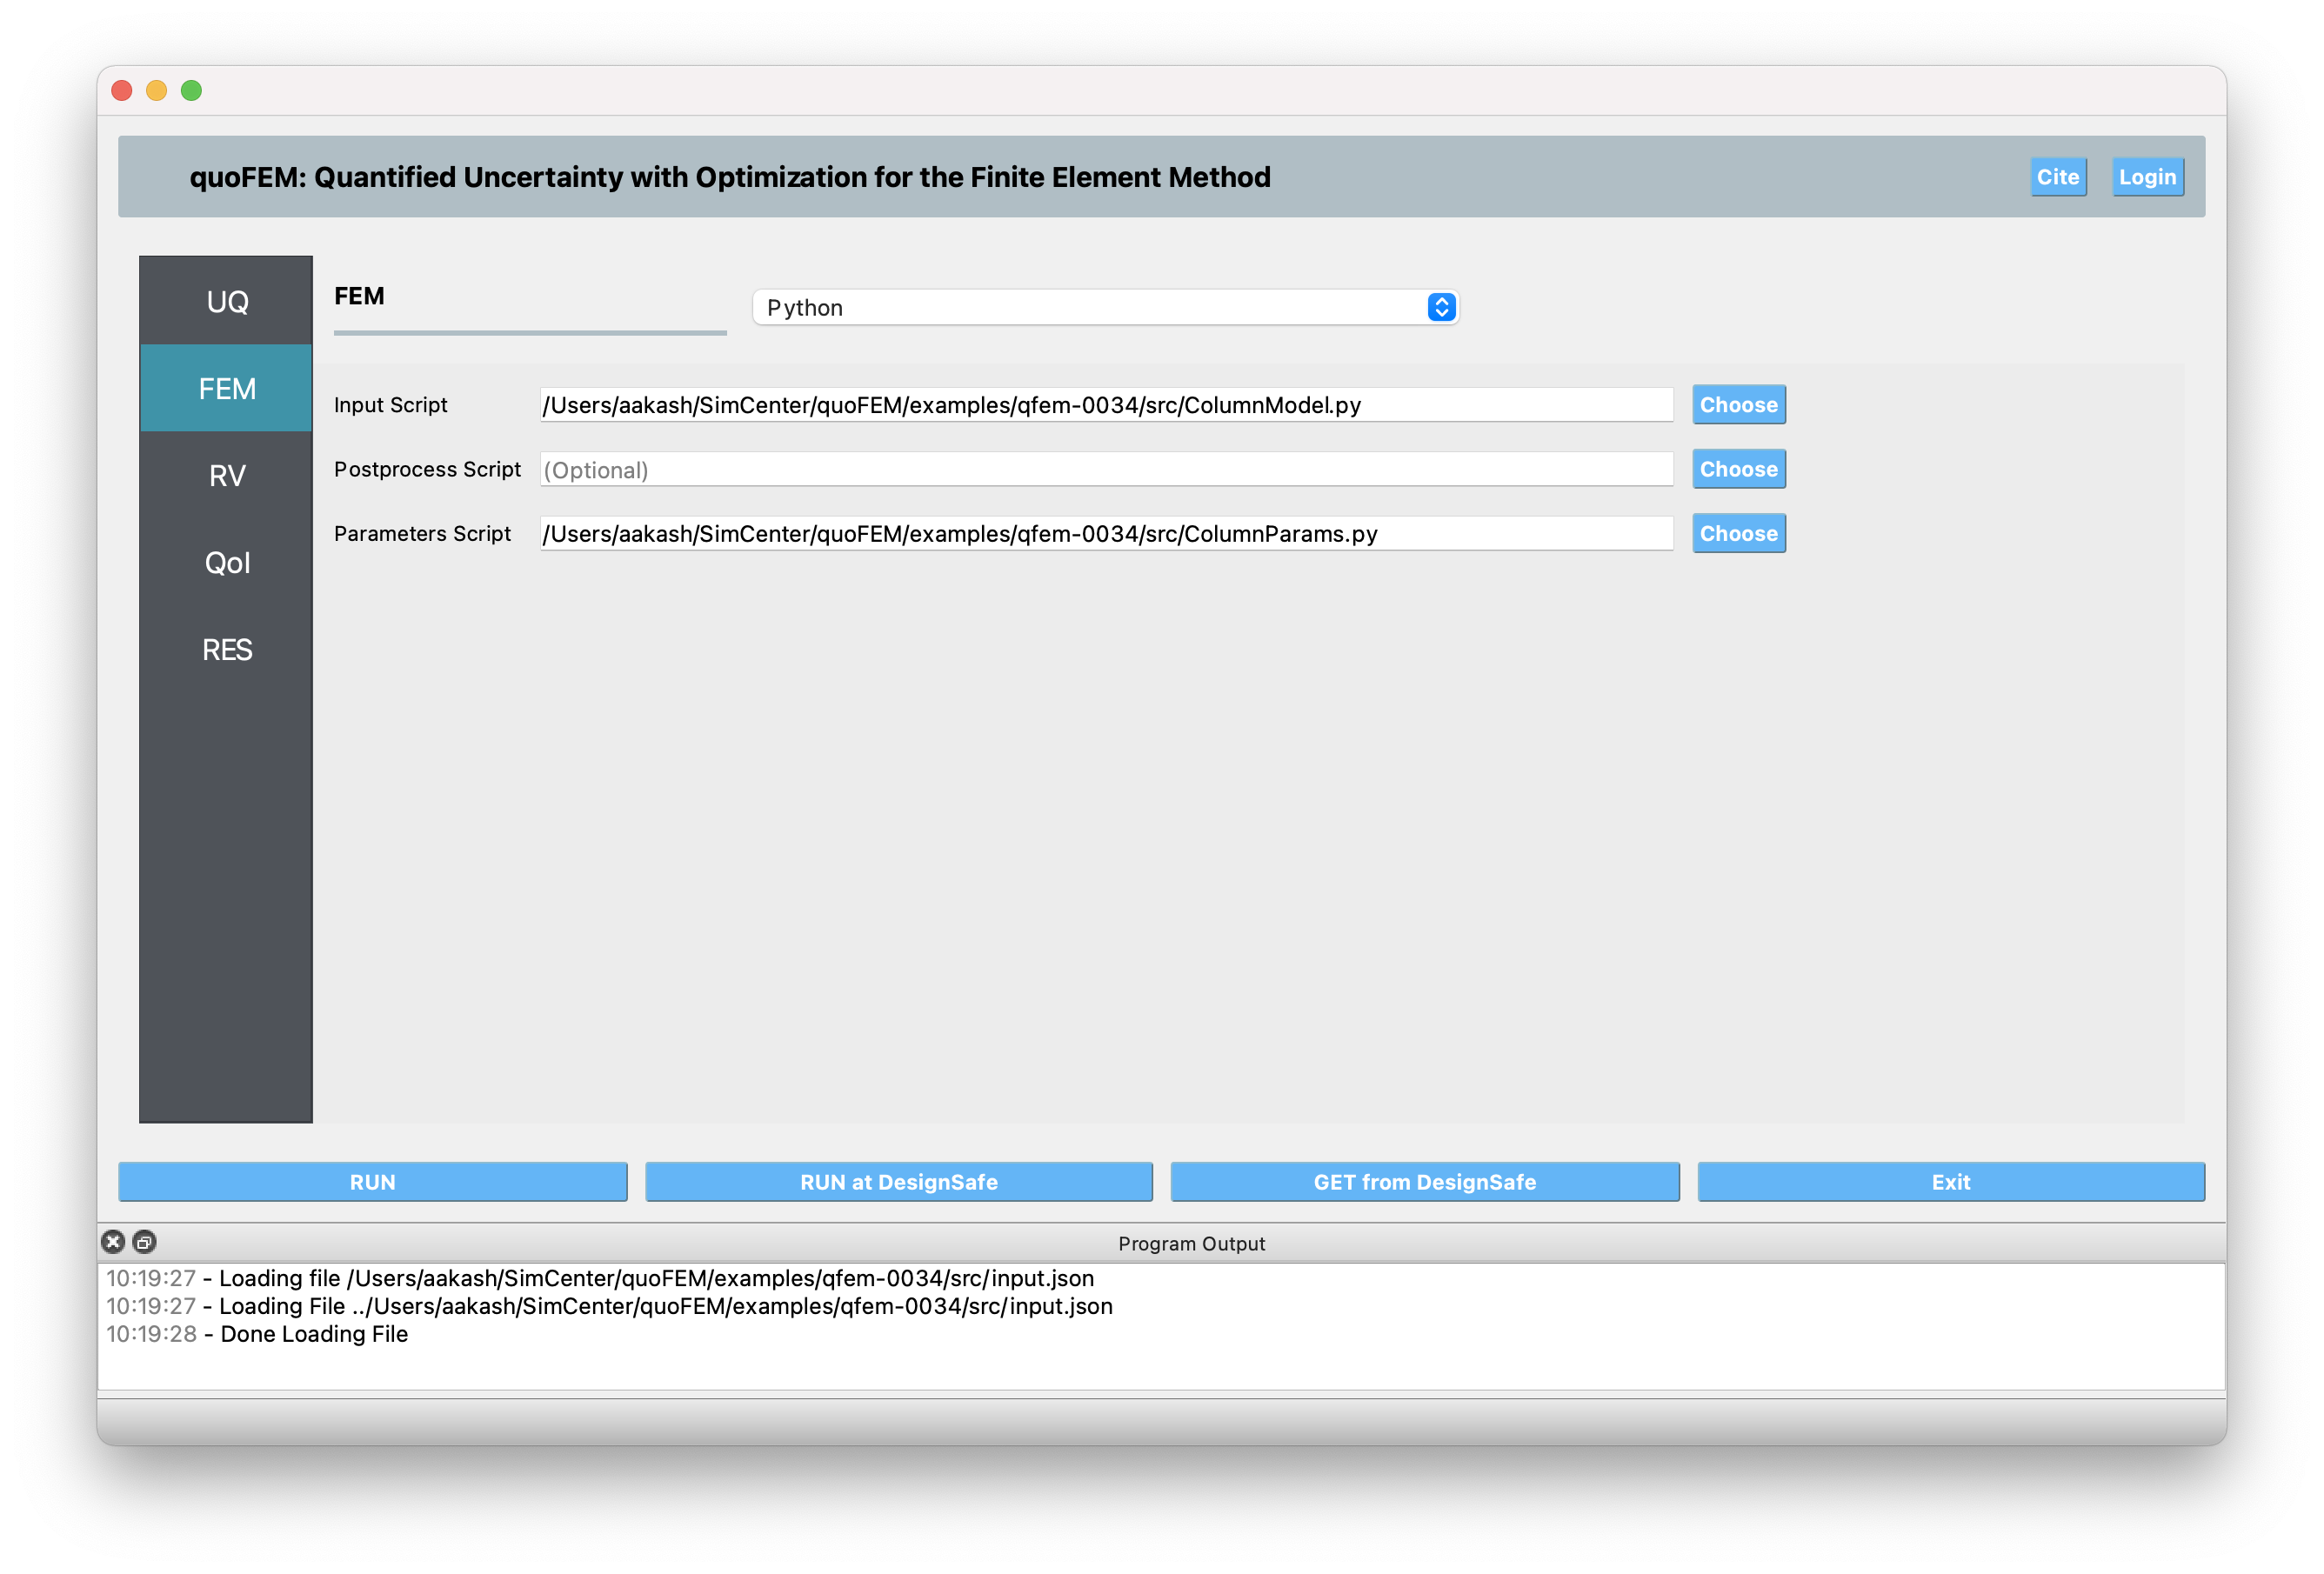 quoFEM: Quantified Uncertainty with Optimization for the Finite Element Method
Cite
Login
UQ
FEM
RV
QoI
RES
FEM
Python
Input Script
/Users/aakash/SimCenter/quoFEM/examples/qfem-0034/src/ColumnModel.py
Choose
Postprocess Script
(Optional)
Choose
Parameters Script
/Users/aakash/SimCenter/quoFEM/examples/qfem-0034/src/ColumnParams.py
Choose
RUN
RUN at DesignSafe
GET from DesignSafe
Exit
Program Output
10:19:27 - Loading file /Users/aakash/SimCenter/quoFEM/examples/qfem-0034/src/input.json
10:19:27 - Loading File ../Users/aakash/SimCenter/quoFEM/examples/qfem-0034/src/input.json
10:19:28 - Done Loading File